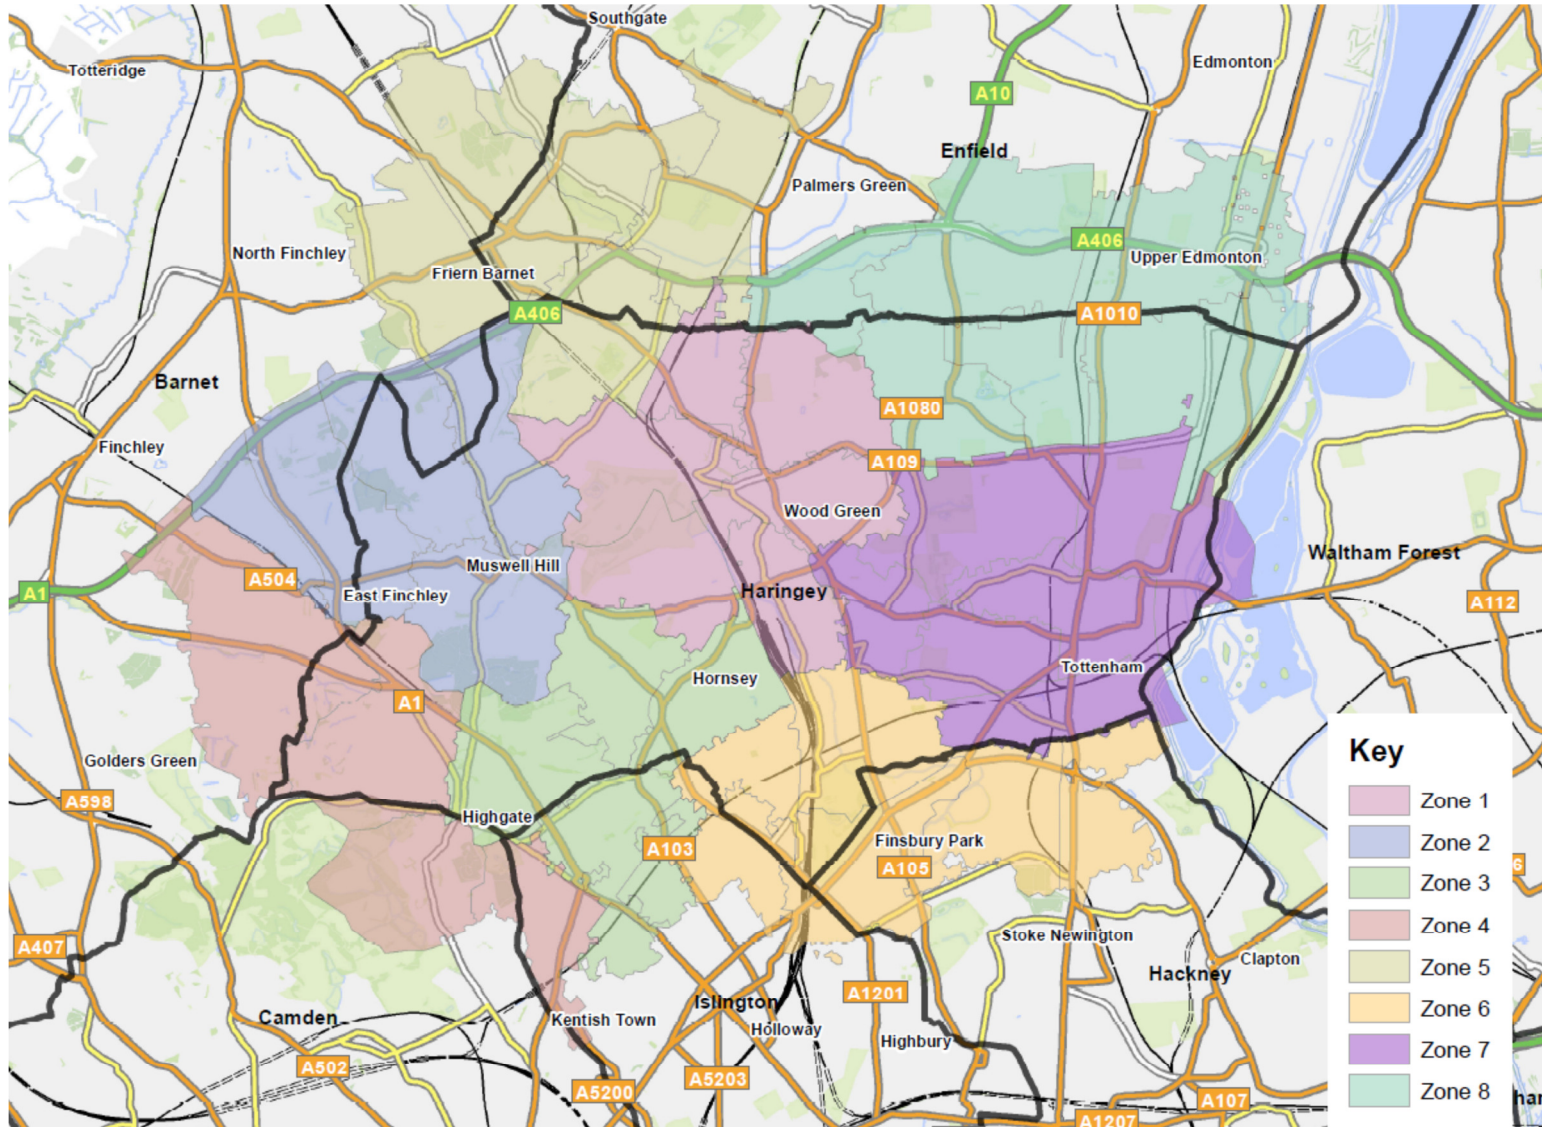 Southgate
Totteridge
Edmonton
A10
Enfield
Palmers Green
A406
North Finchley
Upper Edmonton
Friern Barnet
A406
A1010
Barnet
A1080
Finchley
A109
Wood Green
Waltham Forest
Muswell Hill
A504
East Finchley
A1
Haringey
A112
Tottenham
Hornsey
A1
Golders Green
Key
A598
Zone 1
Highgate
Finsbury Park
Zone 2
A103
A105
6
Zone 3
Zone 4
A407
Stoke Newington
Clapton
Zone 5
Hackney
A1201
Islington
Zone 6
Camden
Kentish Town
Holloway
Highbury
Zone 7
A502
A5203
A5200
A107
Zone 8
A1207